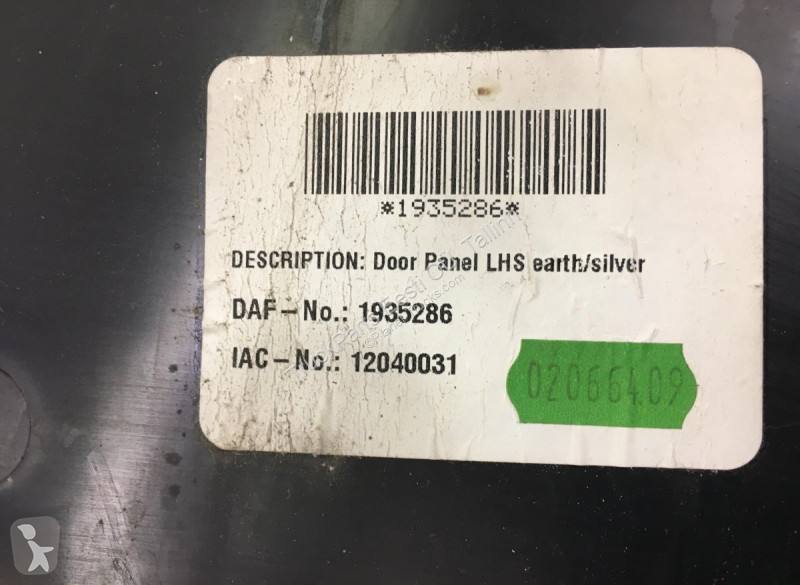 *1935286*
DESCRIPTION: Door Panel LHS earth/silver
DAF-No.: 1935286
IAC-No.: 12040031
02066409